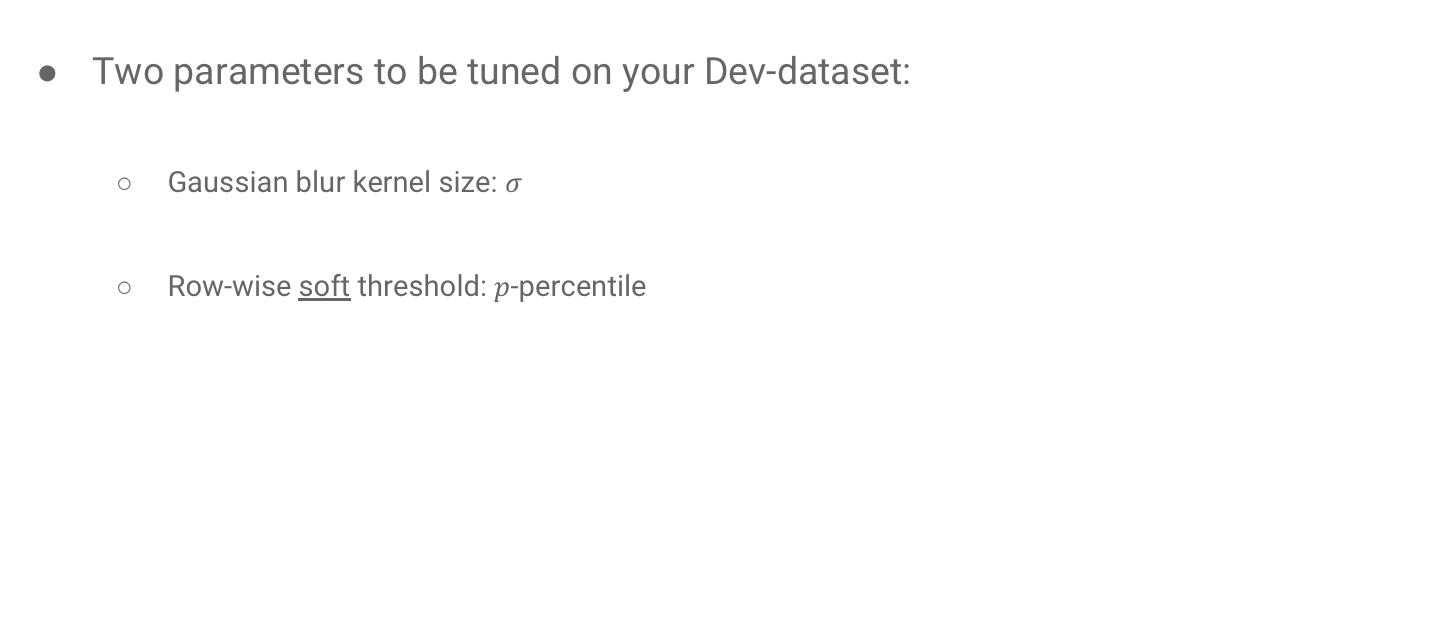 ● Two parameters to be tuned on your Dev-dataset:
○ Gaussian blur kernel size: σ
○ Row-wise soft threshold: p-percentile